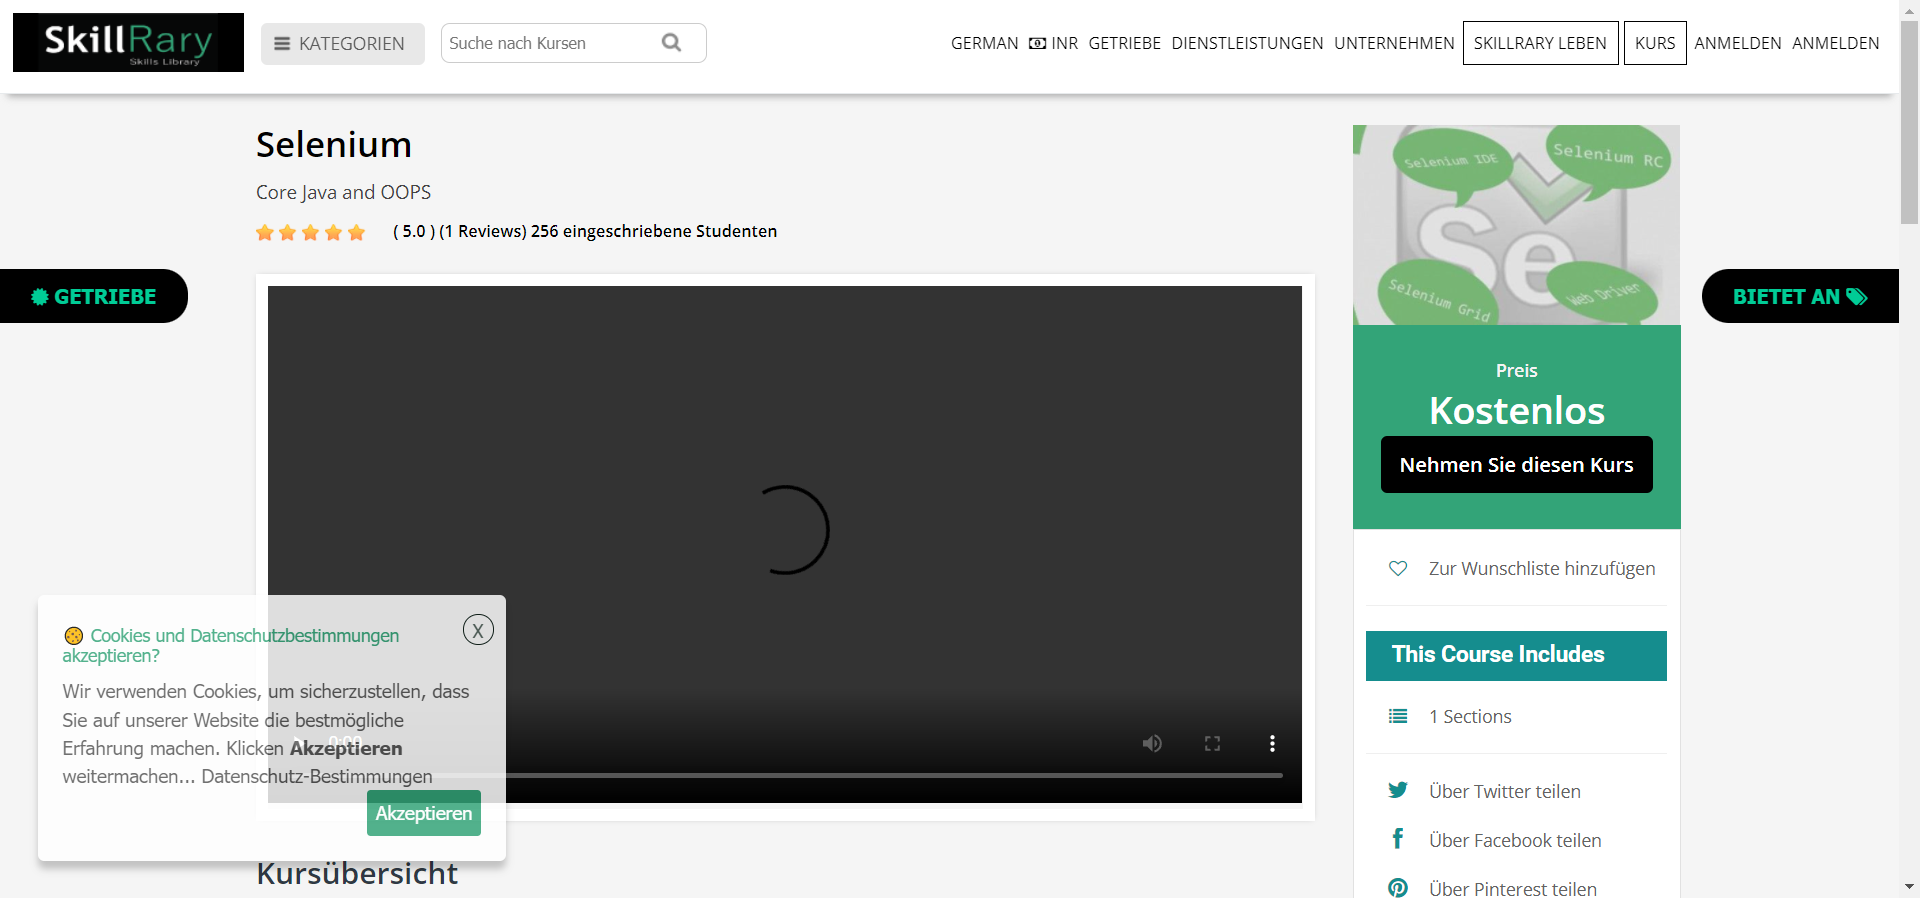 SkillRary
Skills Library
KATEGORIEN
Suche nach Kursen
GERMAN INR GETRIEBE DIENSTLEISTUNGEN UNTERNEHMEN SKILLRARY LEBEN KURS ANMELDEN ANMELDEN
Selenium
Core Java and OOPS
( 5.0 ) (1 Reviews) 256 eingeschriebene Studenten
GETRIEBE
BIETET AN
Selenium IDE
Selenium RC
Se
Selenium Grid
Web Driver
Preis
Kostenlos
Nehmen Sie diesen Kurs
Zur Wunschliste hinzufügen
This Course Includes
1 Sections
Über Twitter teilen
Über Facebook teilen
Über Pinterest teilen
Cookies und Datenschutzbestimmungen
akzeptieren?
X
Wir verwenden Cookies, um sicherzustellen, dass
Sie auf unserer Website die bestmögliche
Erfahrung machen. Klicken Akzeptieren
weitermachen... Datenschutz-Bestimmungen
0:00
Akzeptieren
Kursübersicht